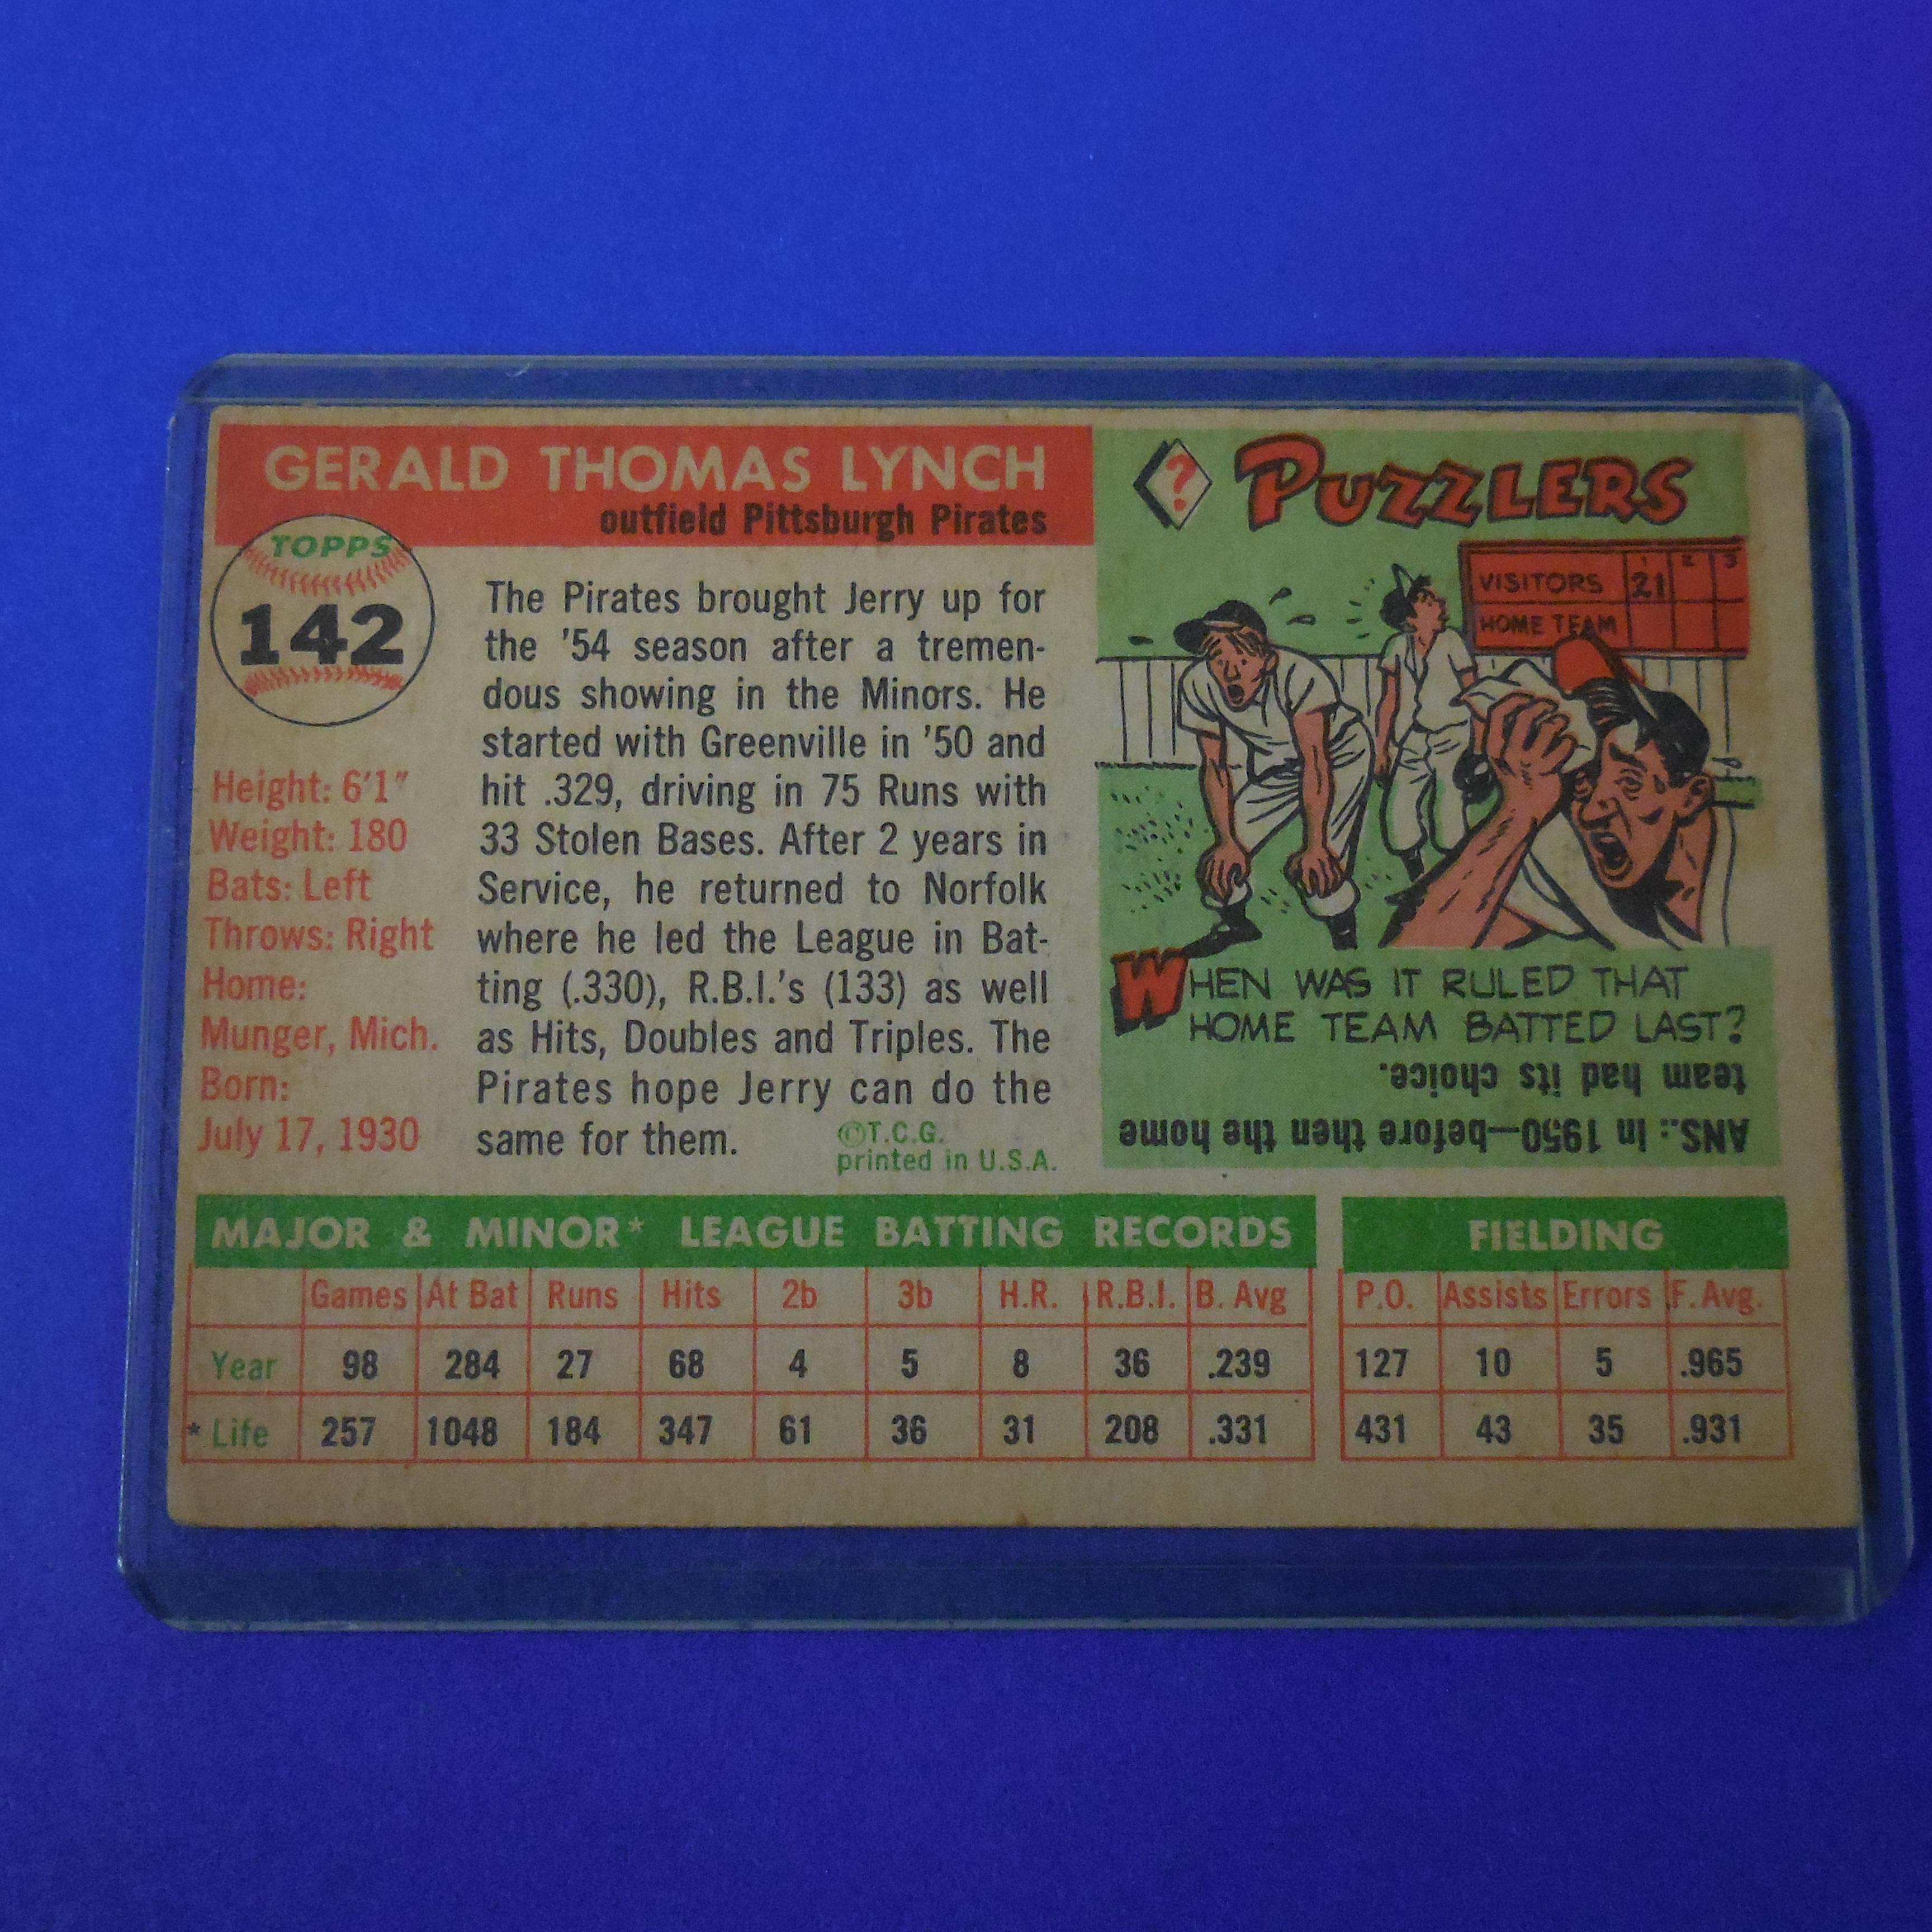 GERALD THOMAS LYNCH
outfield Pittsburgh Pirates
TOPPS
142
Height: 6'1"
Weight: 180
Bats: Left
Throws: Right
Home:
Munger, Mich.
Born:
July 17, 1930
The Pirates brought Jerry up for
the '54 season after a tremen-
dous showing in the Minors. He
started with Greenville in '50 and
hit .329, driving in 75 Runs with
33 Stolen Bases. After 2 years in
Service, he returned to Norfolk
where he led the League in Bat-
ting (.330), R.B.I.'s (133) as well
as Hits, Doubles and Triples. The
Pirates hope Jerry can do the
same for them.
©T.C.G.
printed in U.S.A.
? PUZZLERS
1 2 3
VISITORS 21
HOME TEAM
WHEN WAS IT RULED THAT
HOME TEAM BATTED LAST?
ANS.: In 1950—before then the home
team had its choice.
MAJOR & MINOR* LEAGUE BATTING RECORDS
Games At Bat Runs Hits 2b 3b H.R. R.B.I. B. Avg
Year 98 284 27 68 4 5 8 36 .239
* Life 257 1048 184 347 61 36 31 208 .331
FIELDING
P.O. Assists Errors F. Avg.
127 10 5 .965
431 43 35 .931